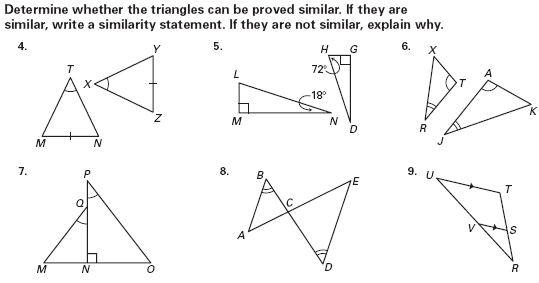 Determine whether the triangles can be proved similar. If they are
similar, write a similarity statement. If they are not similar, explain why.
4.
T
X
Y
Z
M
N
5.
H
G
72°
L
18°
M
N
D
6.
X
T
A
K
R
J
7.
P
Q
M
N
O
8.
B
E
C
A
D
9.
U
T
V
S
R